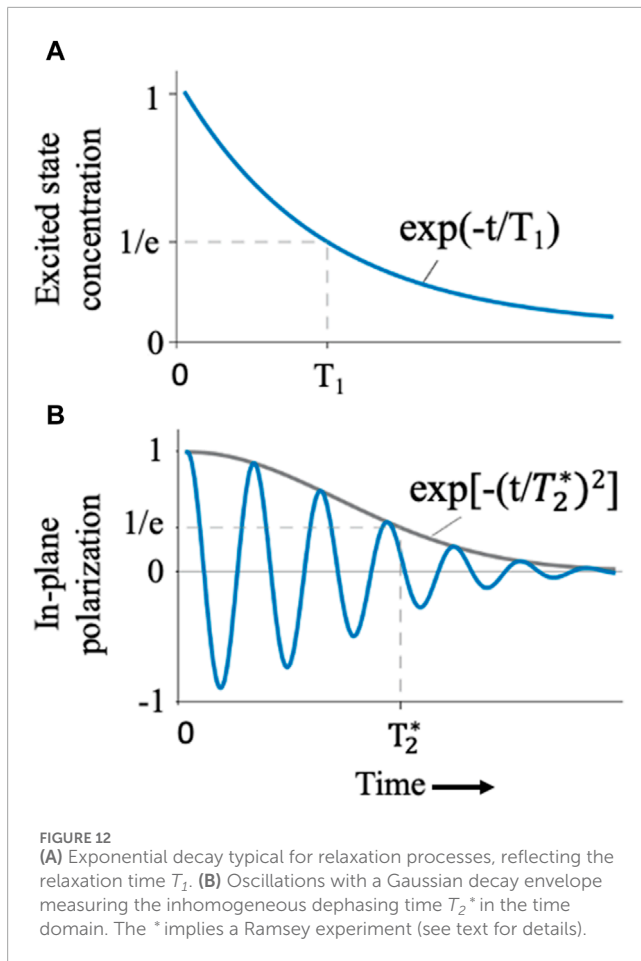 A
Excited state
concentration
1
1/e
0
exp(-t/T₁)
0
T₁
B
In-plane
polarization
1
1/e
0
-1
exp[-(t/T₂*)²]
0
T₂*
Time
FIGURE 12
(A) Exponential decay typical for relaxation processes, reflecting the
relaxation time T₁. (B) Oscillations with a Gaussian decay envelope
measuring the inhomogeneous dephasing time T₂* in the time
domain. The * implies a Ramsey experiment (see text for details).